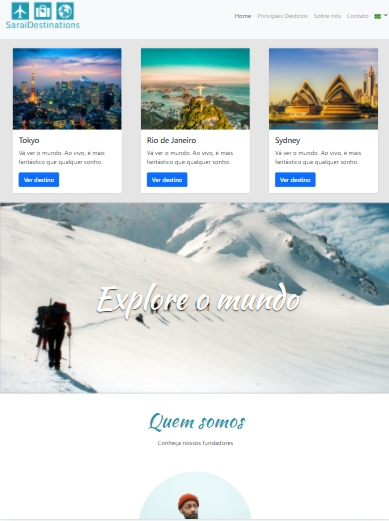 SaraiDestinations
Home Principais Destinos Sobre nós Contato
Tokyo
Vá ver o mundo. Ao vivo, é mais
fantástico que qualquer sonho.
Ver destino
Rio de Janeiro
Vá ver o mundo. Ao vivo, é mais
fantástico que qualquer sonho.
Ver destino
Sydney
Vá ver o mundo. Ao vivo, é mais
fantástico que qualquer sonho.
Ver destino
Explore o mundo
Quem somos
Conheça nossos fundadores